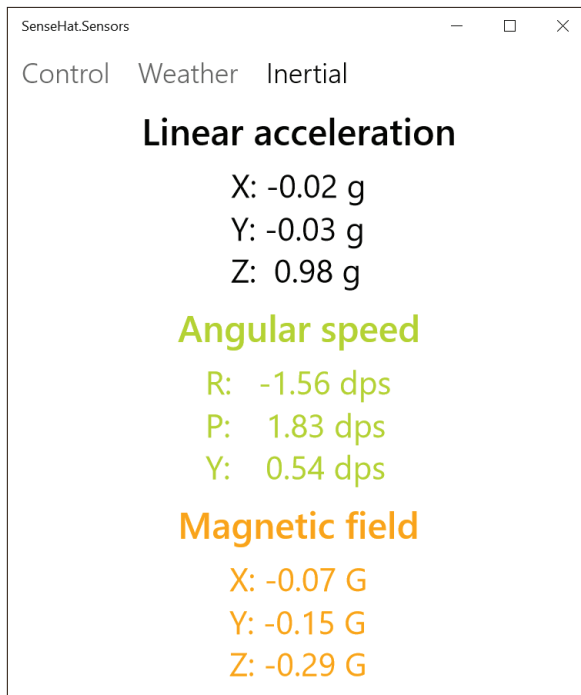 SenseHat.Sensors
Control Weather Inertial
Linear acceleration
X: -0.02 g
Y: -0.03 g
Z: 0.98 g
Angular speed
R: -1.56 dps
P: 1.83 dps
Y: 0.54 dps
Magnetic field
X: -0.07 G
Y: -0.15 G
Z: -0.29 G